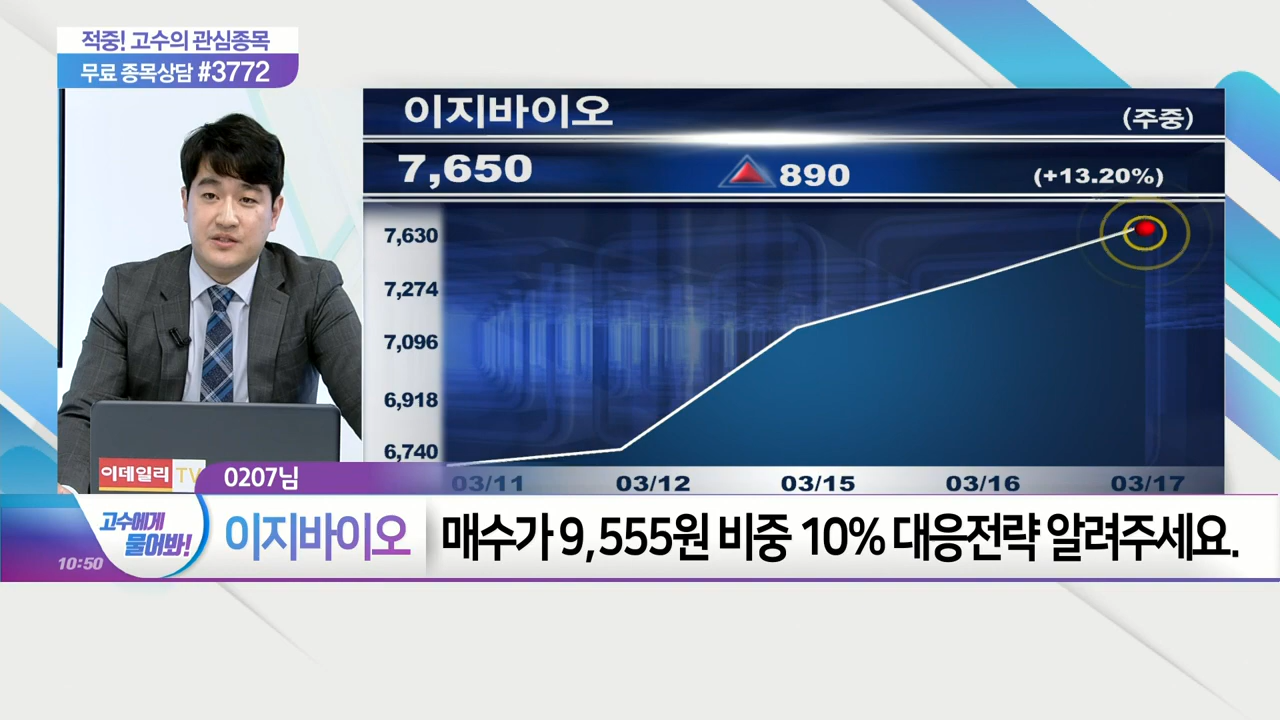 적중! 고수의 관심종목
무료 종목상담 #3772
이지바이오 (주중)
7,650 890 (+13.20%)
7,630
7,274
7,096
6,918
6,740
03/11 03/12 03/15 03/16 03/17
이데일리 TV
0207님
고수에게
물어봐!
10:50
이지바이오 매수가 9,555원 비중 10% 대응전략 알려주세요.